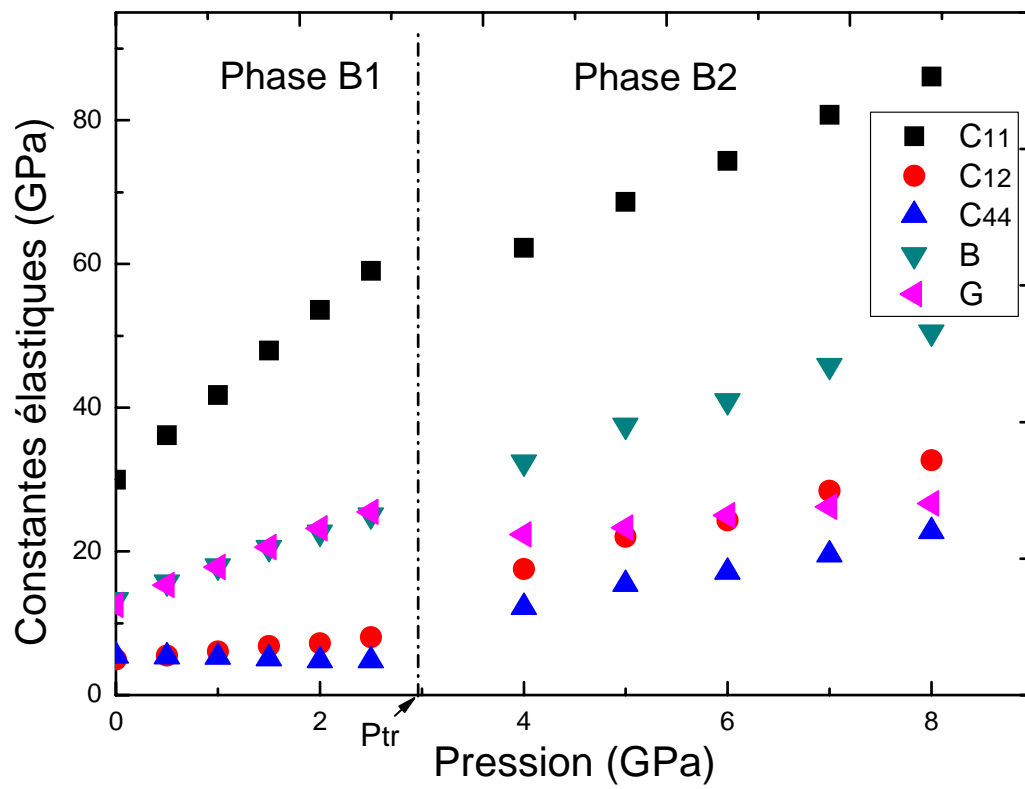 Phase B1
Phase B2
C11
C12
C44
B
G
Constantes élastiques (GPa)
80
60
40
20
0
0
2
4
6
8
Ptr
Pression (GPa)